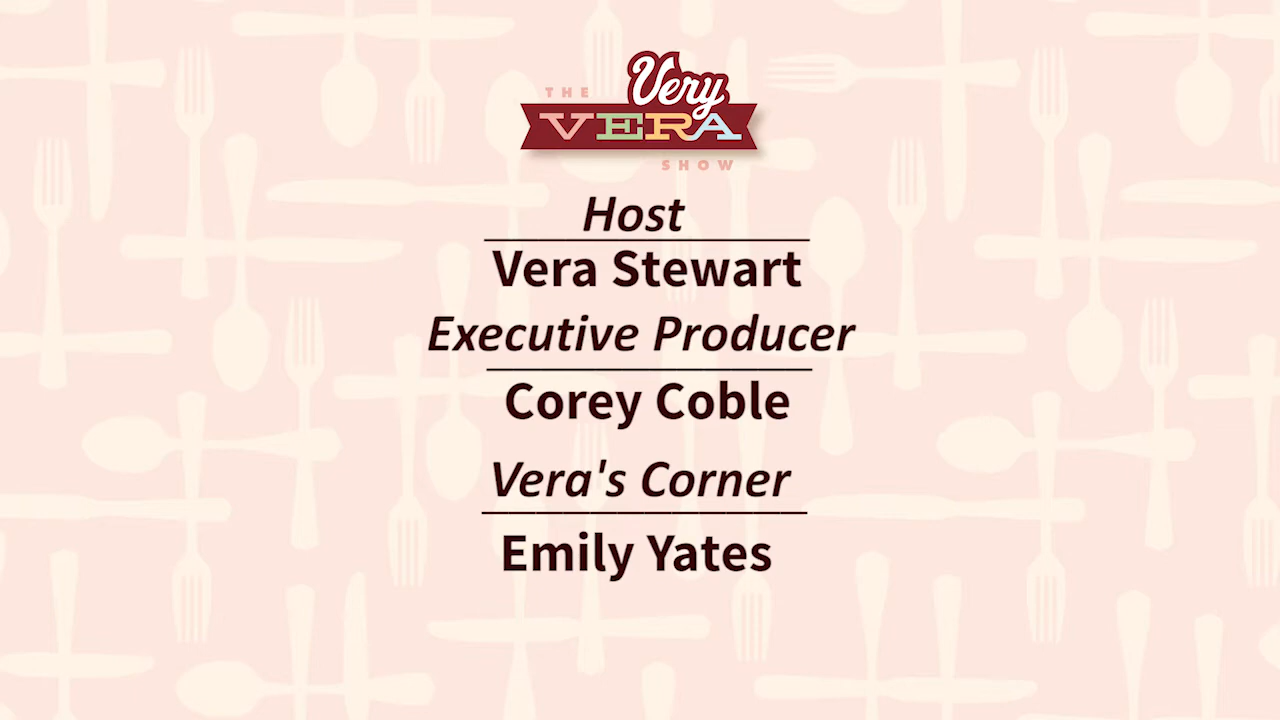 THE Very
VERA
SHOW
Host
Vera Stewart
Executive Producer
Corey Coble
Vera's Corner
Emily Yates